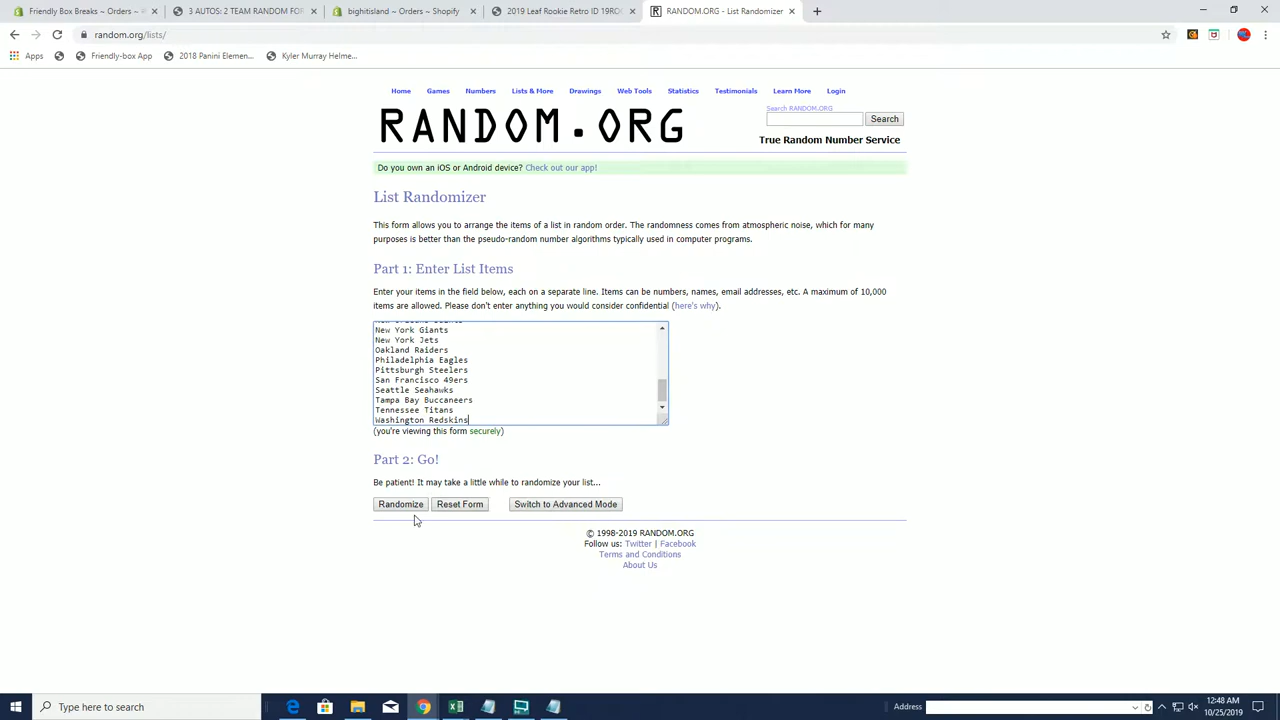 Friendly Box Breaks ~ Orders ~ S
3 AUTOS: 2 TEAM RANDOM FOR
bightisland ~ Orders ~ Shopify
2019 Leaf Rookie Retro ID 19RO
RANDOM.ORG - List Randomizer
random.org/lists/
Apps
Friendly-box App
2018 Panini Elemen...
Kyler Murray Helme...
Home Games Numbers Lists & More Drawings Web Tools Statistics Testimonials Learn More Login
RANDOM.ORG
Search RANDOM.ORG
Search
True Random Number Service
Do you own an iOS or Android device? Check out our app!
List Randomizer
This form allows you to arrange the items of a list in random order. The randomness comes from atmospheric noise, which for many
purposes is better than the pseudo-random number algorithms typically used in computer programs.
Part 1: Enter List Items
Enter your items in the field below, each on a separate line. Items can be numbers, names, email addresses, etc. A maximum of 10,000
items are allowed. Please don't enter anything you would consider confidential (here's why).
New York Giants
New York Jets
Oakland Raiders
Philadelphia Eagles
Pittsburgh Steelers
San Francisco 49ers
Seattle Seahawks
Tampa Bay Buccaneers
Tennessee Titans
Washington Redskins
(you're viewing this form securely)
Part 2: Go!
Be patient! It may take a little while to randomize your list...
Randomize Reset Form Switch to Advanced Mode
© 1998-2019 RANDOM.ORG
Follow us: Twitter | Facebook
Terms and Conditions
About Us
Type here to search
Address
12:48 AM
10/25/2019